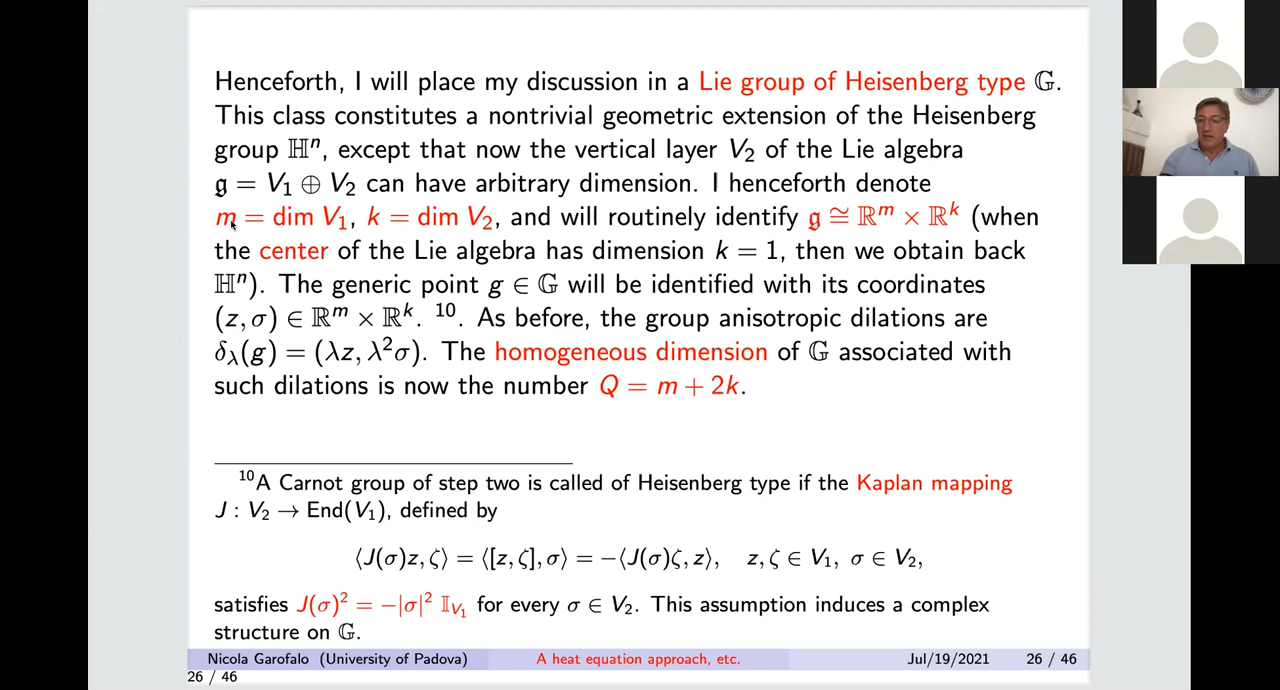 Henceforth, I will place my discussion in a Lie group of Heisenberg type 𝔾.
This class constitutes a nontrivial geometric extension of the Heisenberg
group ℍⁿ, except that now the vertical layer V₂ of the Lie algebra
𝔤 = V₁ ⊕ V₂ can have arbitrary dimension. I henceforth denote
m = dim V₁, k = dim V₂, and will routinely identify 𝔤 ≅ ℝᵐ × ℝᵏ (when
the center of the Lie algebra has dimension k = 1, then we obtain back
ℍⁿ). The generic point g ∈ 𝔾 will be identified with its coordinates
(z, σ) ∈ ℝᵐ × ℝᵏ. ¹⁰. As before, the group anisotropic dilations are
δ_λ(g) = (λz, λ²σ). The homogeneous dimension of 𝔾 associated with
such dilations is now the number Q = m + 2k.
¹⁰A Carnot group of step two is called of Heisenberg type if the Kaplan mapping
J : V₂ → End(V₁), defined by
⟨J(σ)z, ζ⟩ = ⟨[z, ζ], σ⟩ = −⟨J(σ)ζ, z⟩, z, ζ ∈ V₁, σ ∈ V₂,
satisfies J(σ)² = −|σ|² 𝕀_V₁ for every σ ∈ V₂. This assumption induces a complex
structure on 𝔾.
Nicola Garofalo (University of Padova) A heat equation approach, etc. Jul/19/2021 26 / 46
26 / 46